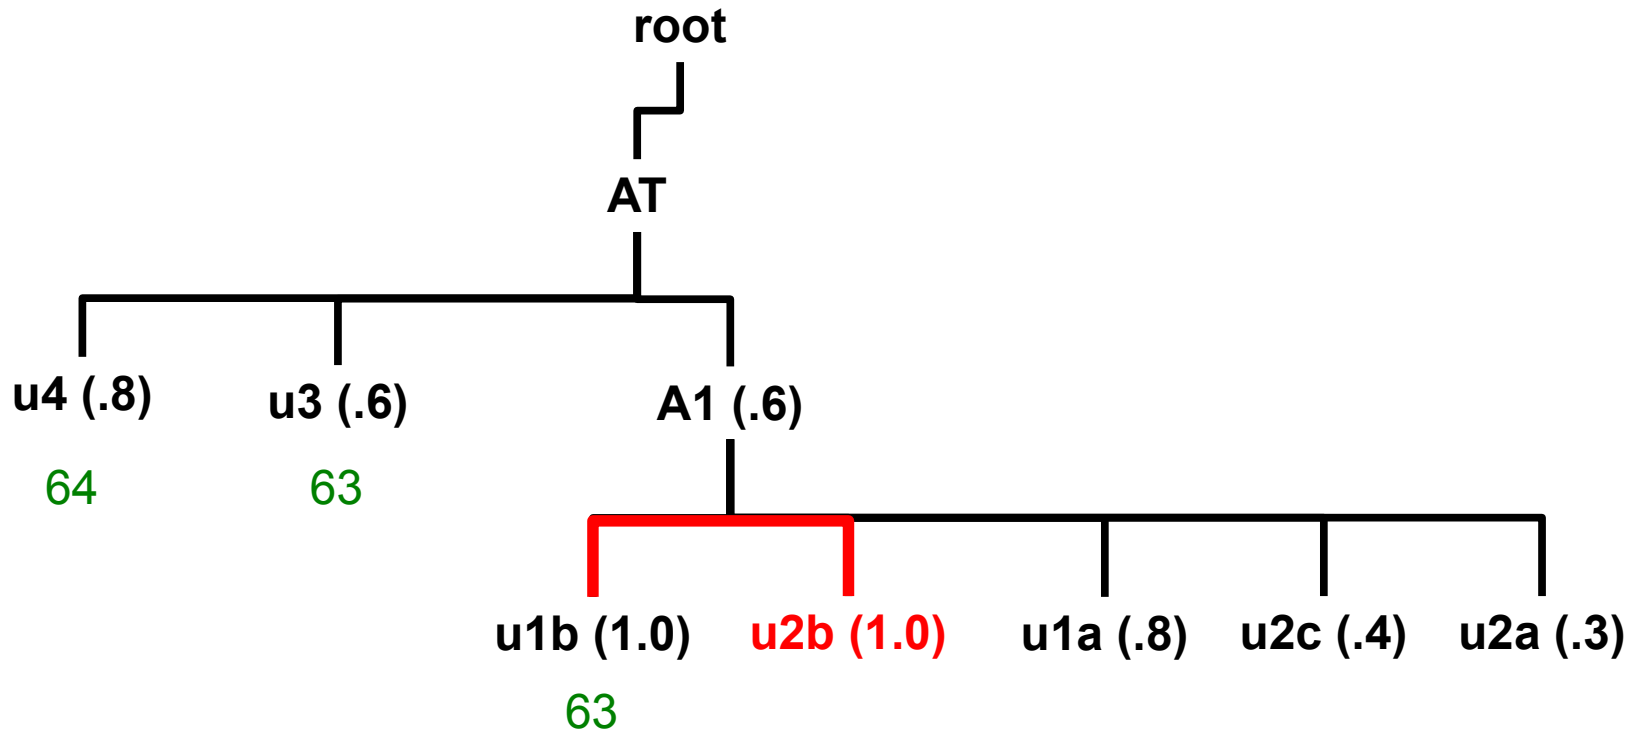 root
AT
u4 (.8)
u3 (.6)
A1 (.6)
64
63
u1b (1.0)
u2b (1.0)
u1a (.8)
u2c (.4)
u2a (.3)
63